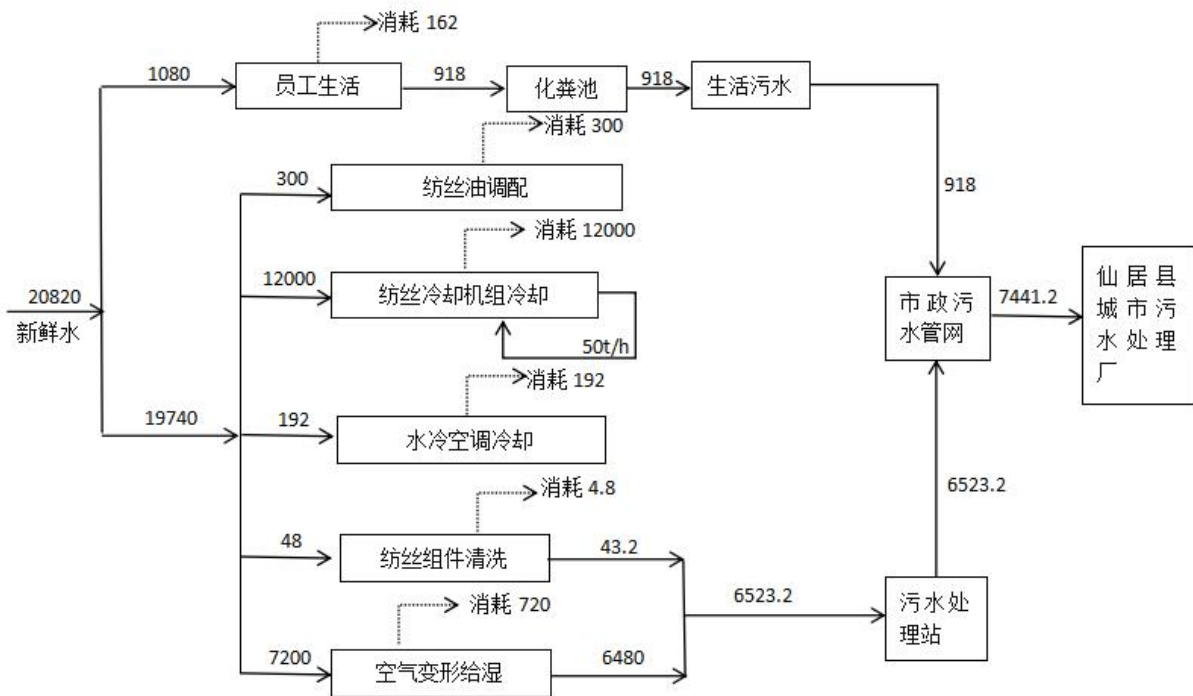 消耗 162
1080
员工生活
918
化粪池
918
生活污水
消耗 300
300
纺丝油调配
918
消耗 12000
12000
纺丝冷却机组冷却
50t/h
20820
新鲜水
市政污
水管网
7441.2
仙居县
城市污
水处理
厂
消耗 192
19740
192
水冷空调冷却
消耗 4.8
48
纺丝组件清洗
43.2
6523.2
6523.2
污水处
理站
消耗 720
7200
空气变形给湿
6480